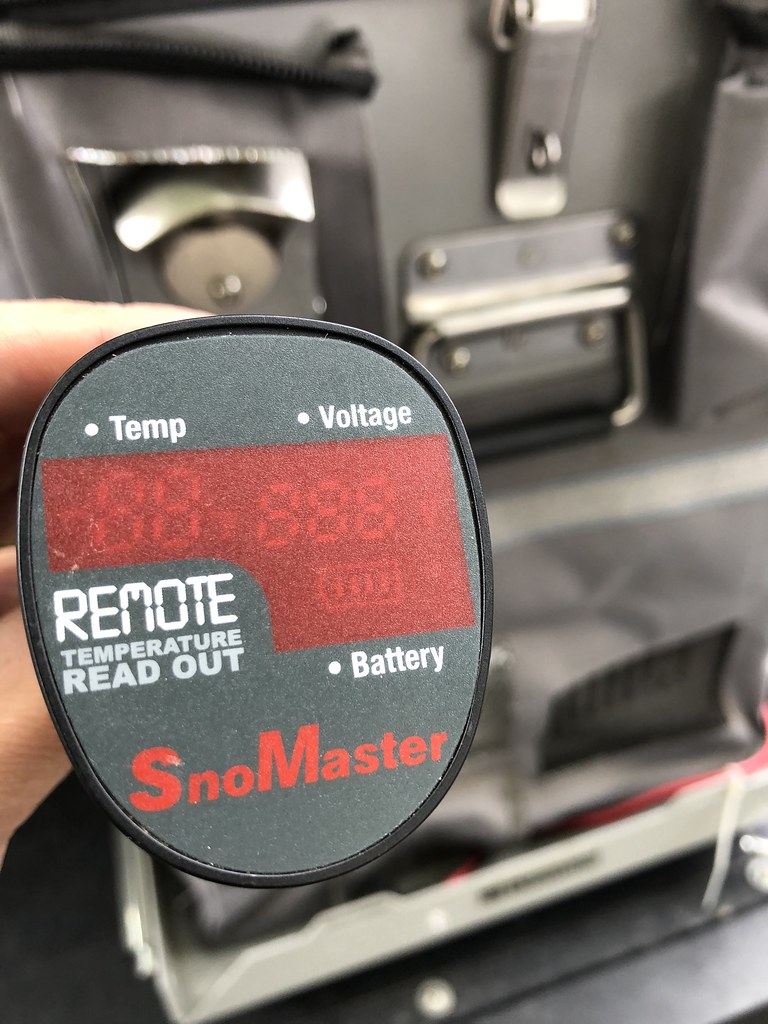 • Temp • Voltage
REMOTE
TEMPERATURE
READ OUT
• Battery
SnoMaster